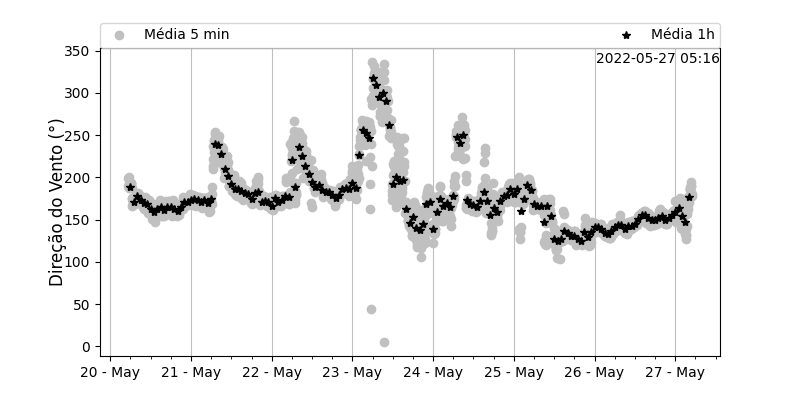 Média 5 min
Média 1h
2022-05-27 05:16
Direção do Vento (°)
350
300
250
200
150
100
50
0
20 - May 21 - May 22 - May 23 - May 24 - May 25 - May 26 - May 27 - May